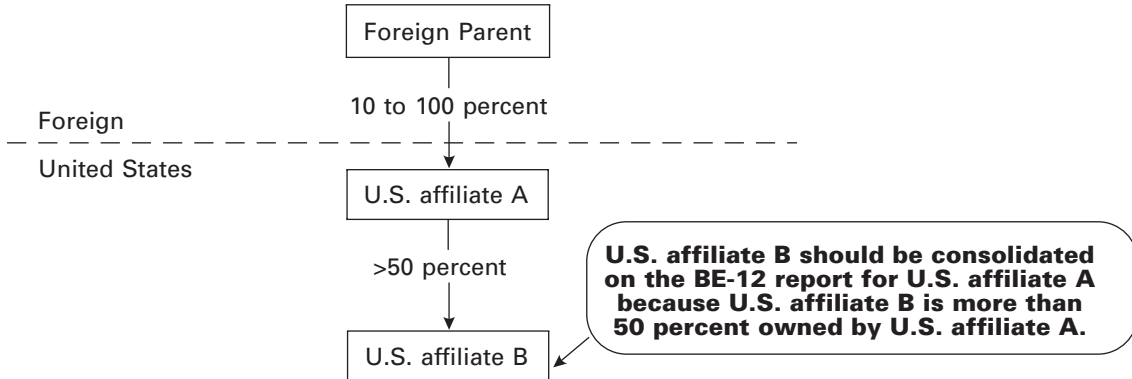 Foreign Parent
10 to 100 percent
Foreign
United States
U.S. affiliate A
>50 percent
U.S. affiliate B should be consolidated
on the BE-12 report for U.S. affiliate A
because U.S. affiliate B is more than
50 percent owned by U.S. affiliate A.
U.S. affiliate B